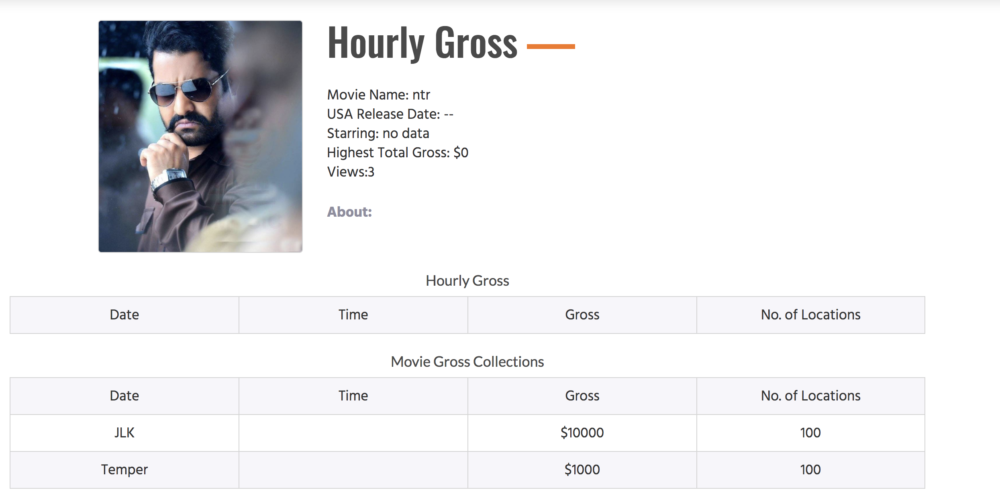 Hourly Gross
Movie Name: ntr
USA Release Date: --
Starring: no data
Highest Total Gross: $0
Views:3
About:
Hourly Gross
Date Time Gross No. of Locations
Movie Gross Collections
Date Time Gross No. of Locations
JLK $10000 100
Temper $1000 100